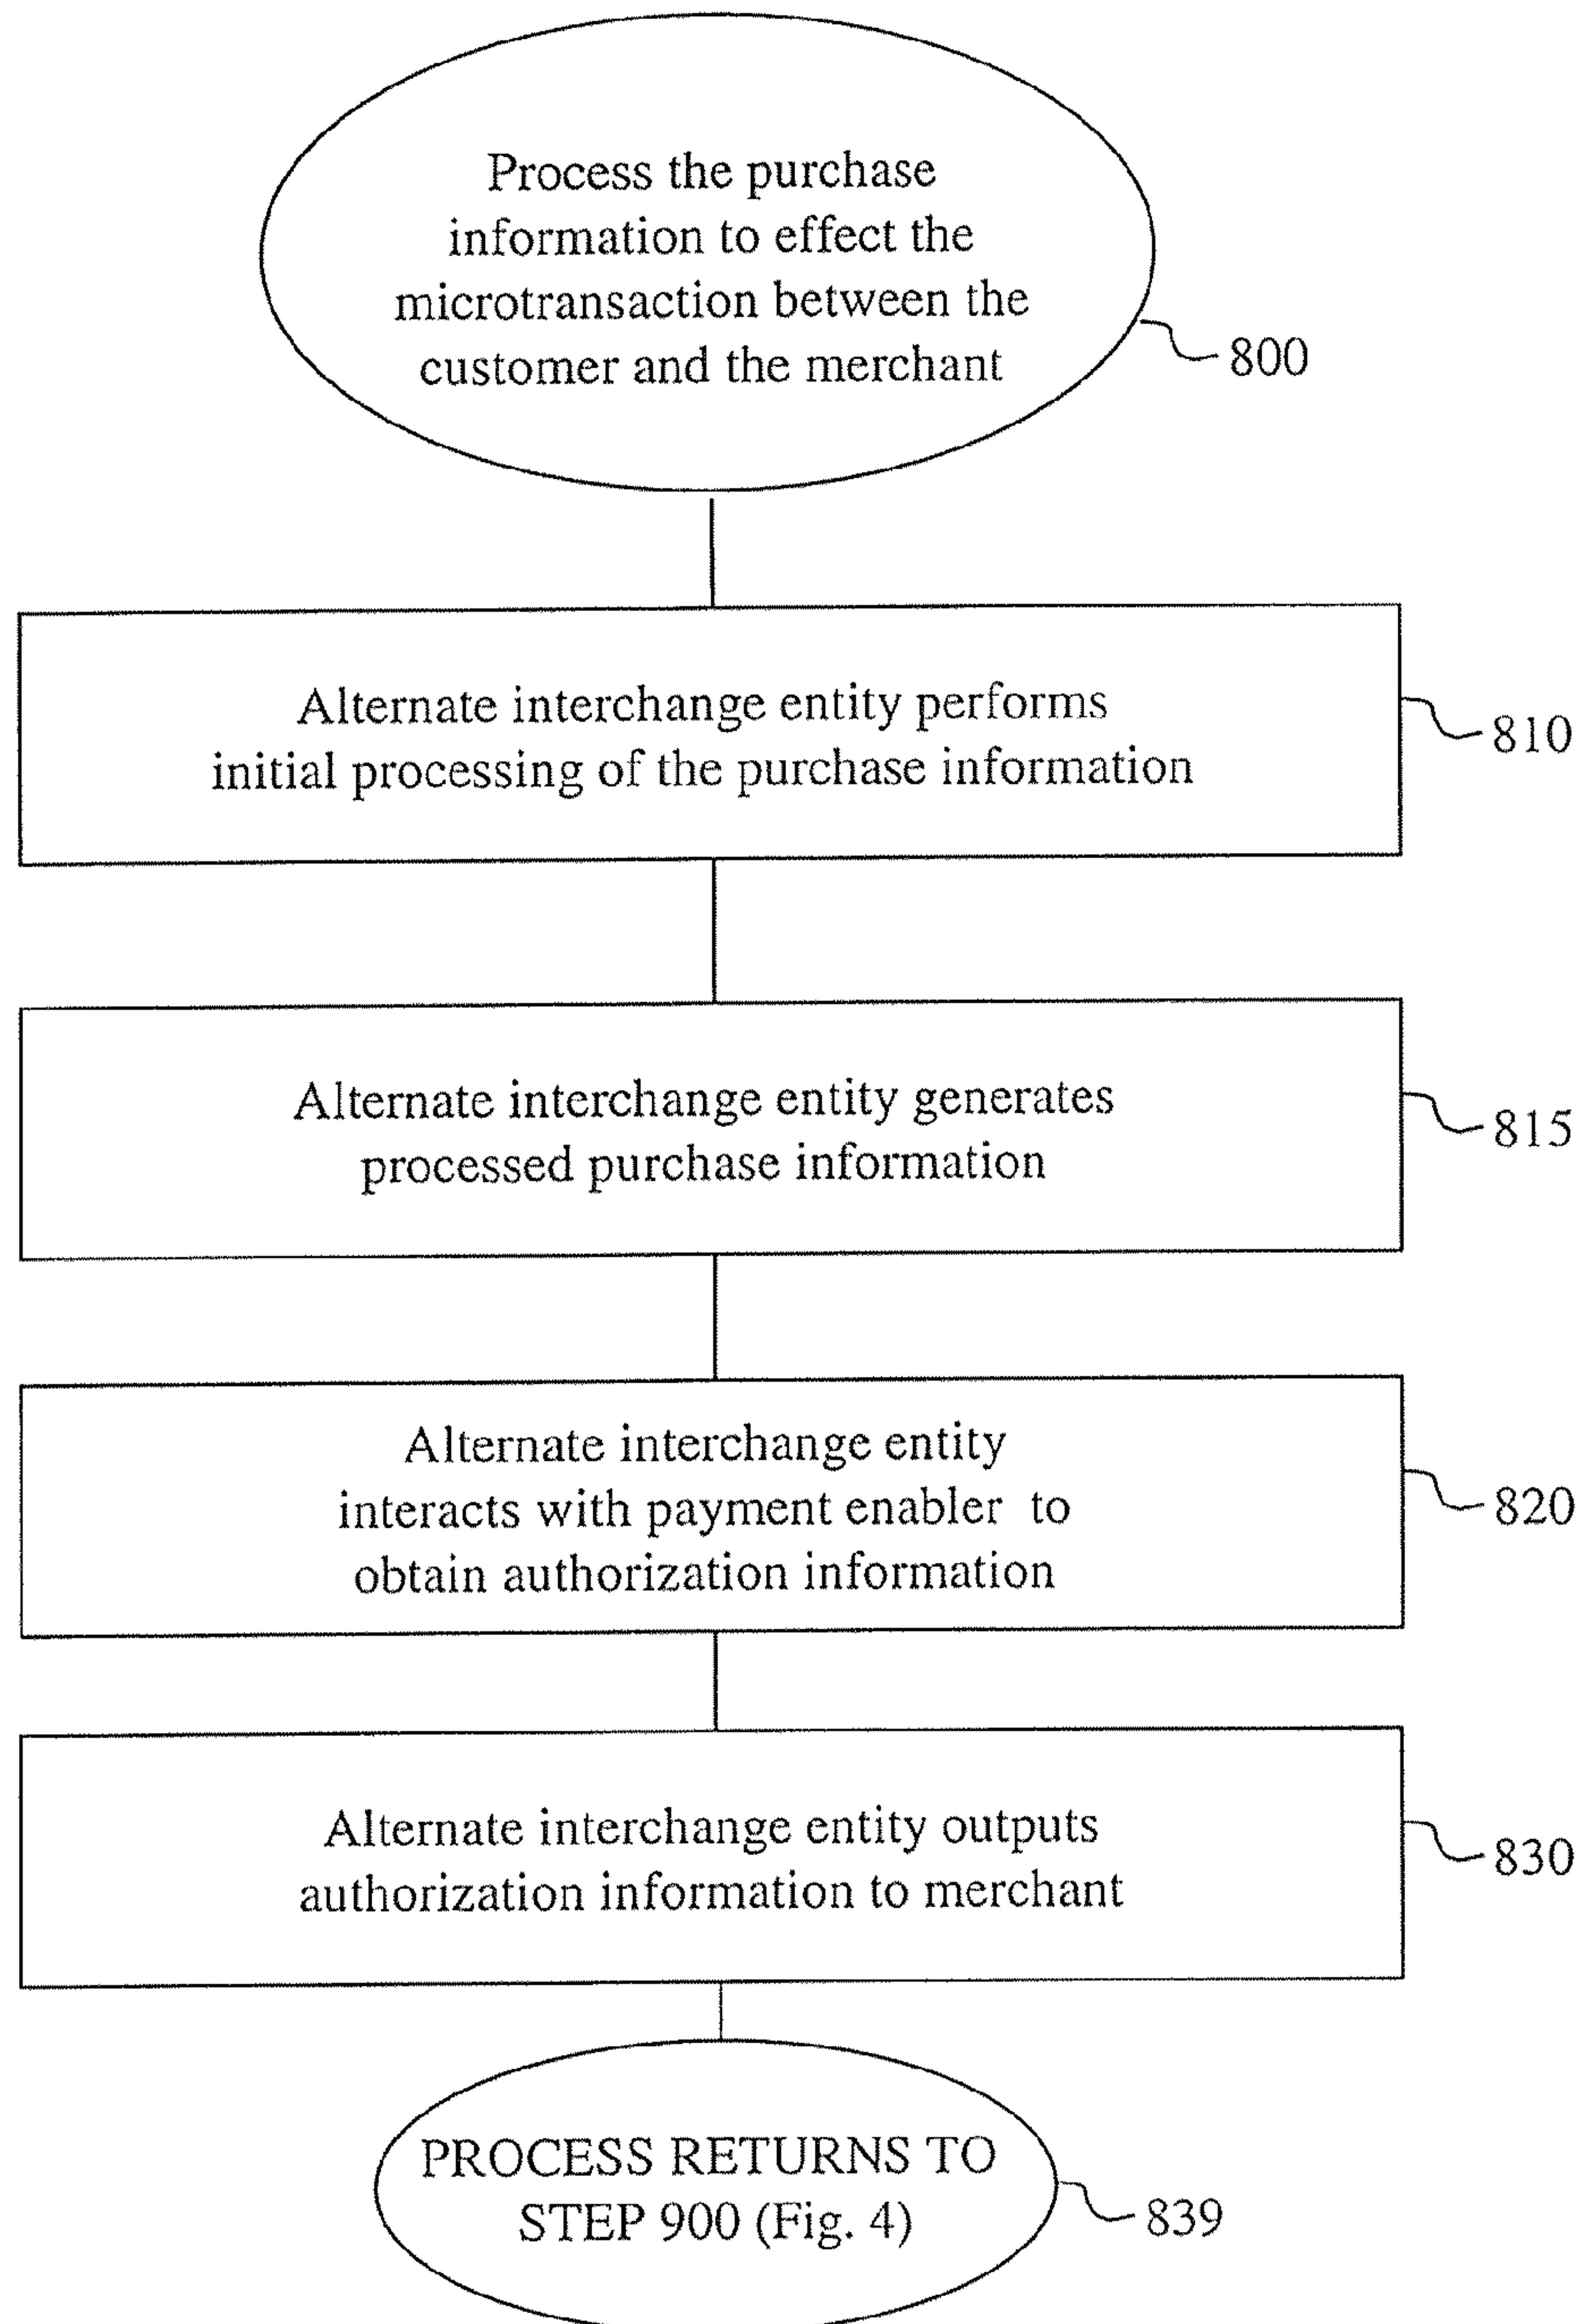 Process the purchase
information to effect the
microtransaction between the
customer and the merchant
800
Alternate interchange entity performs
initial processing of the purchase information
810
Alternate interchange entity generates
processed purchase information
815
Alternate interchange entity
interacts with payment enabler to
obtain authorization information
820
Alternate interchange entity outputs
authorization information to merchant
830
PROCESS RETURNS TO
STEP 900 (Fig. 4)
839